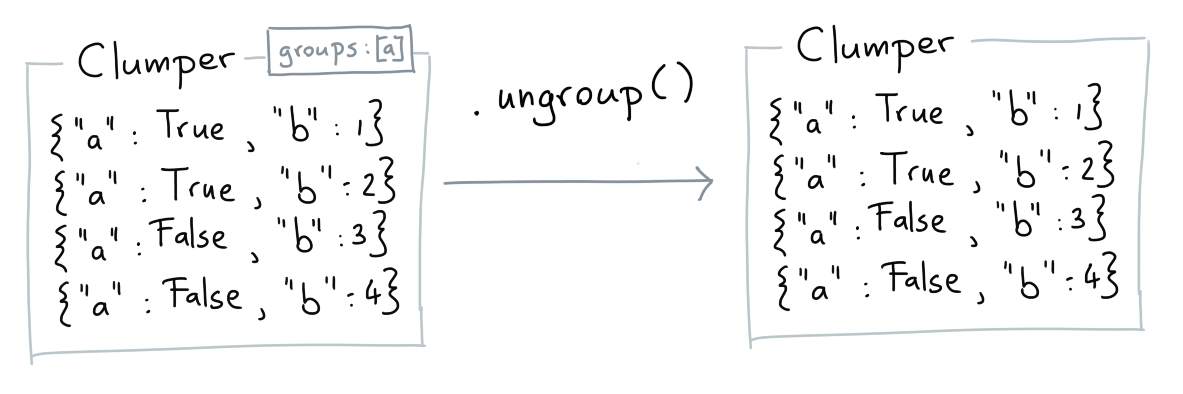 Clumper groups:[a]
{"a" : True , "b" : 1}
{"a" : True , "b" : 2}
{"a" : False , "b" : 3}
{"a" : False , "b" : 4}
.ungroup()
Clumper
{"a" : True , "b" : 1}
{"a" : True , "b" : 2}
{"a" : False , "b" : 3}
{"a" : False , "b" : 4}